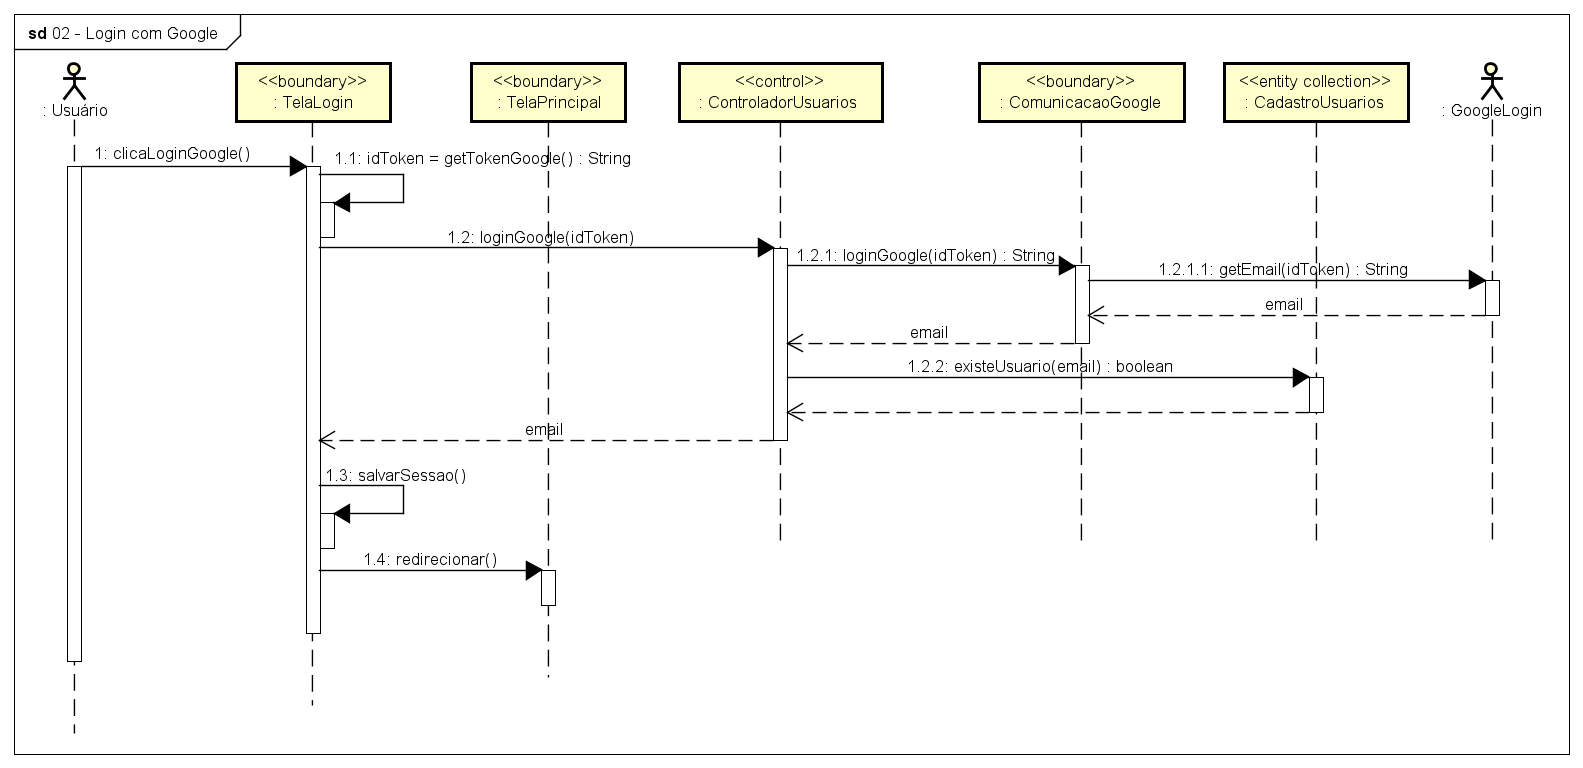 sd 02 - Login com Google
: Usuário
<<boundary>>
: TelaLogin
<<boundary>>
: TelaPrincipal
<<control>>
: ControladorUsuarios
<<boundary>>
: ComunicacaoGoogle
<<entity collection>>
: CadastroUsuarios
: GoogleLogin
1: clicaLoginGoogle()
1.1: idToken = getTokenGoogle() : String
1.2: loginGoogle(idToken)
1.2.1: loginGoogle(idToken) : String
1.2.1.1: getEmail(idToken) : String
email
email
1.2.2: existeUsuario(email) : boolean
email
1.3: salvarSessao()
1.4: redirecionar()